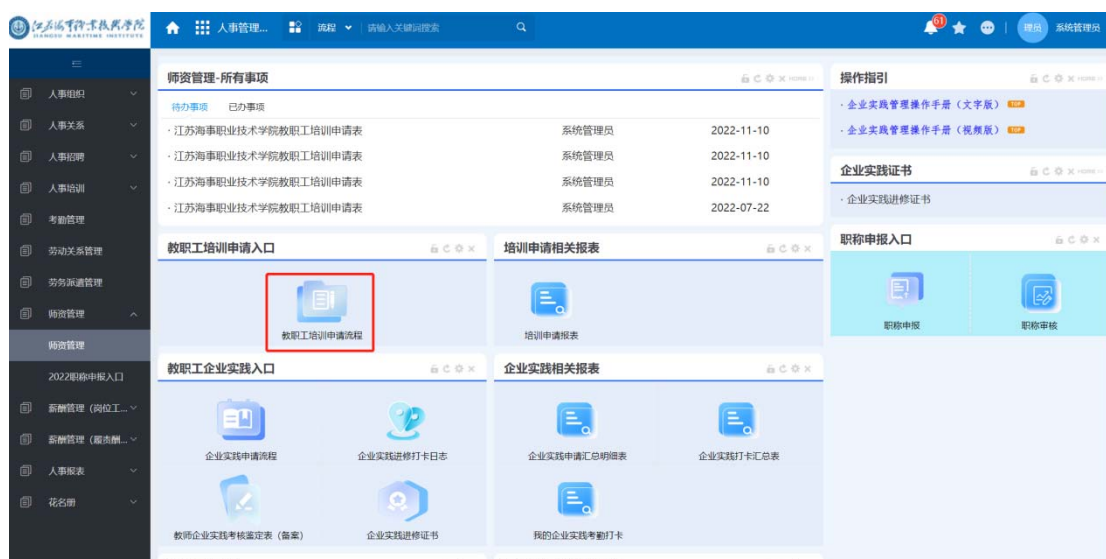 江苏海事职业技术学院
JIANGSU MARITIME INSTITUTE
人事管理...
流程
请输入关键词搜索
61
理员
系统管理员
人事组织
人事关系
人事招聘
人事培训
考勤管理
劳动关系管理
劳务派遣管理
师资管理
师资管理
2022职称申报入口
薪酬管理（岗位工...
人事报表
花名册
师资管理-所有事项
待办事项 已办事项
·江苏海事职业技术学院教职工培训申请表 系统管理员 2022-11-10
·江苏海事职业技术学院教职工培训申请表 系统管理员 2022-11-10
·江苏海事职业技术学院教职工培训申请表 系统管理员 2022-11-10
·江苏海事职业技术学院教职工培训申请表 系统管理员 2022-07-22
教职工培训申请入口
教职工培训申请流程
培训申请相关报表
培训申请报表
教职工企业实践入口
企业实践申请流程 企业实践进修打卡日志
教师企业实践考核鉴定表（备案） 企业实践进修证书
企业实践相关报表
企业实践申请汇总明细表 企业实践打卡汇总表
我的企业实践考勤打卡
操作指引
·企业实践管理操作手册（文字版） TOP
·企业实践管理操作手册（视频版） TOP
企业实践证书
·企业实践进修证书
职称申报入口
职称申报 职称审核